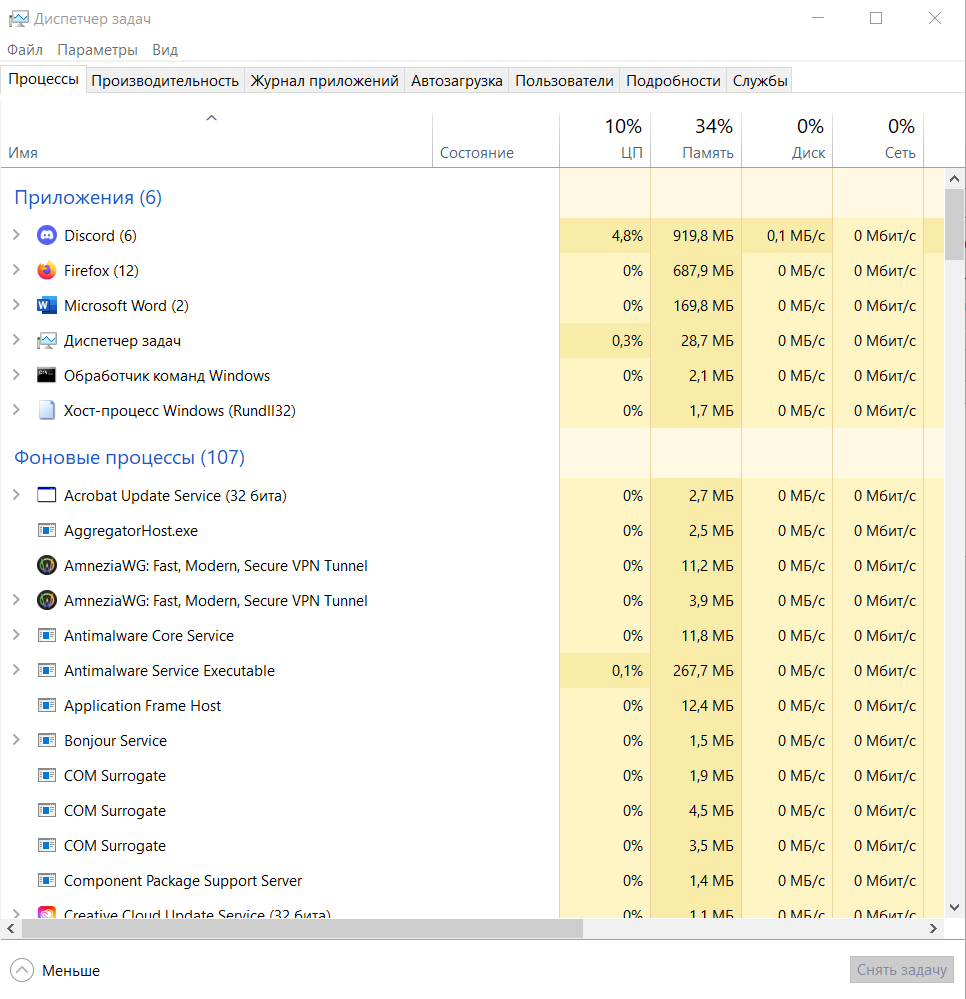 Диспетчер задач
Файл Параметры Вид
Процессы Производительность Журнал приложений Автозагрузка Пользователи Подробности Службы
10% 34% 0% 0%
Имя Состояние ЦП Память Диск Сеть
Приложения (6)
Discord (6) 4,8% 919,8 МБ 0,1 МБ/с 0 Мбит/с
Firefox (12) 0% 687,9 МБ 0 МБ/с 0 Мбит/с
Microsoft Word (2) 0% 169,8 МБ 0 МБ/с 0 Мбит/с
Диспетчер задач 0,3% 28,7 МБ 0 МБ/с 0 Мбит/с
Обработчик команд Windows 0% 2,1 МБ 0 МБ/с 0 Мбит/с
Хост-процесс Windows (Rundll32) 0% 1,7 МБ 0 МБ/с 0 Мбит/с
Фоновые процессы (107)
Acrobat Update Service (32 бита) 0% 2,7 МБ 0 МБ/с 0 Мбит/с
AggregatorHost.exe 0% 2,5 МБ 0 МБ/с 0 Мбит/с
AmneziaWG: Fast, Modern, Secure VPN Tunnel 0% 11,2 МБ 0 МБ/с 0 Мбит/с
AmneziaWG: Fast, Modern, Secure VPN Tunnel 0% 3,9 МБ 0 МБ/с 0 Мбит/с
Antimalware Core Service 0% 11,8 МБ 0 МБ/с 0 Мбит/с
Antimalware Service Executable 0,1% 267,7 МБ 0 МБ/с 0 Мбит/с
Application Frame Host 0% 12,4 МБ 0 МБ/с 0 Мбит/с
Bonjour Service 0% 1,5 МБ 0 МБ/с 0 Мбит/с
COM Surrogate 0% 1,9 МБ 0 МБ/с 0 Мбит/с
COM Surrogate 0% 4,5 МБ 0 МБ/с 0 Мбит/с
COM Surrogate 0% 3,5 МБ 0 МБ/с 0 Мбит/с
Component Package Support Server 0% 1,4 МБ 0 МБ/с 0 Мбит/с
Creative Cloud Update Service (32 бита) 0% 1,1 МБ 0 МБ/с 0 Мбит/с
Меньше Снять задачу